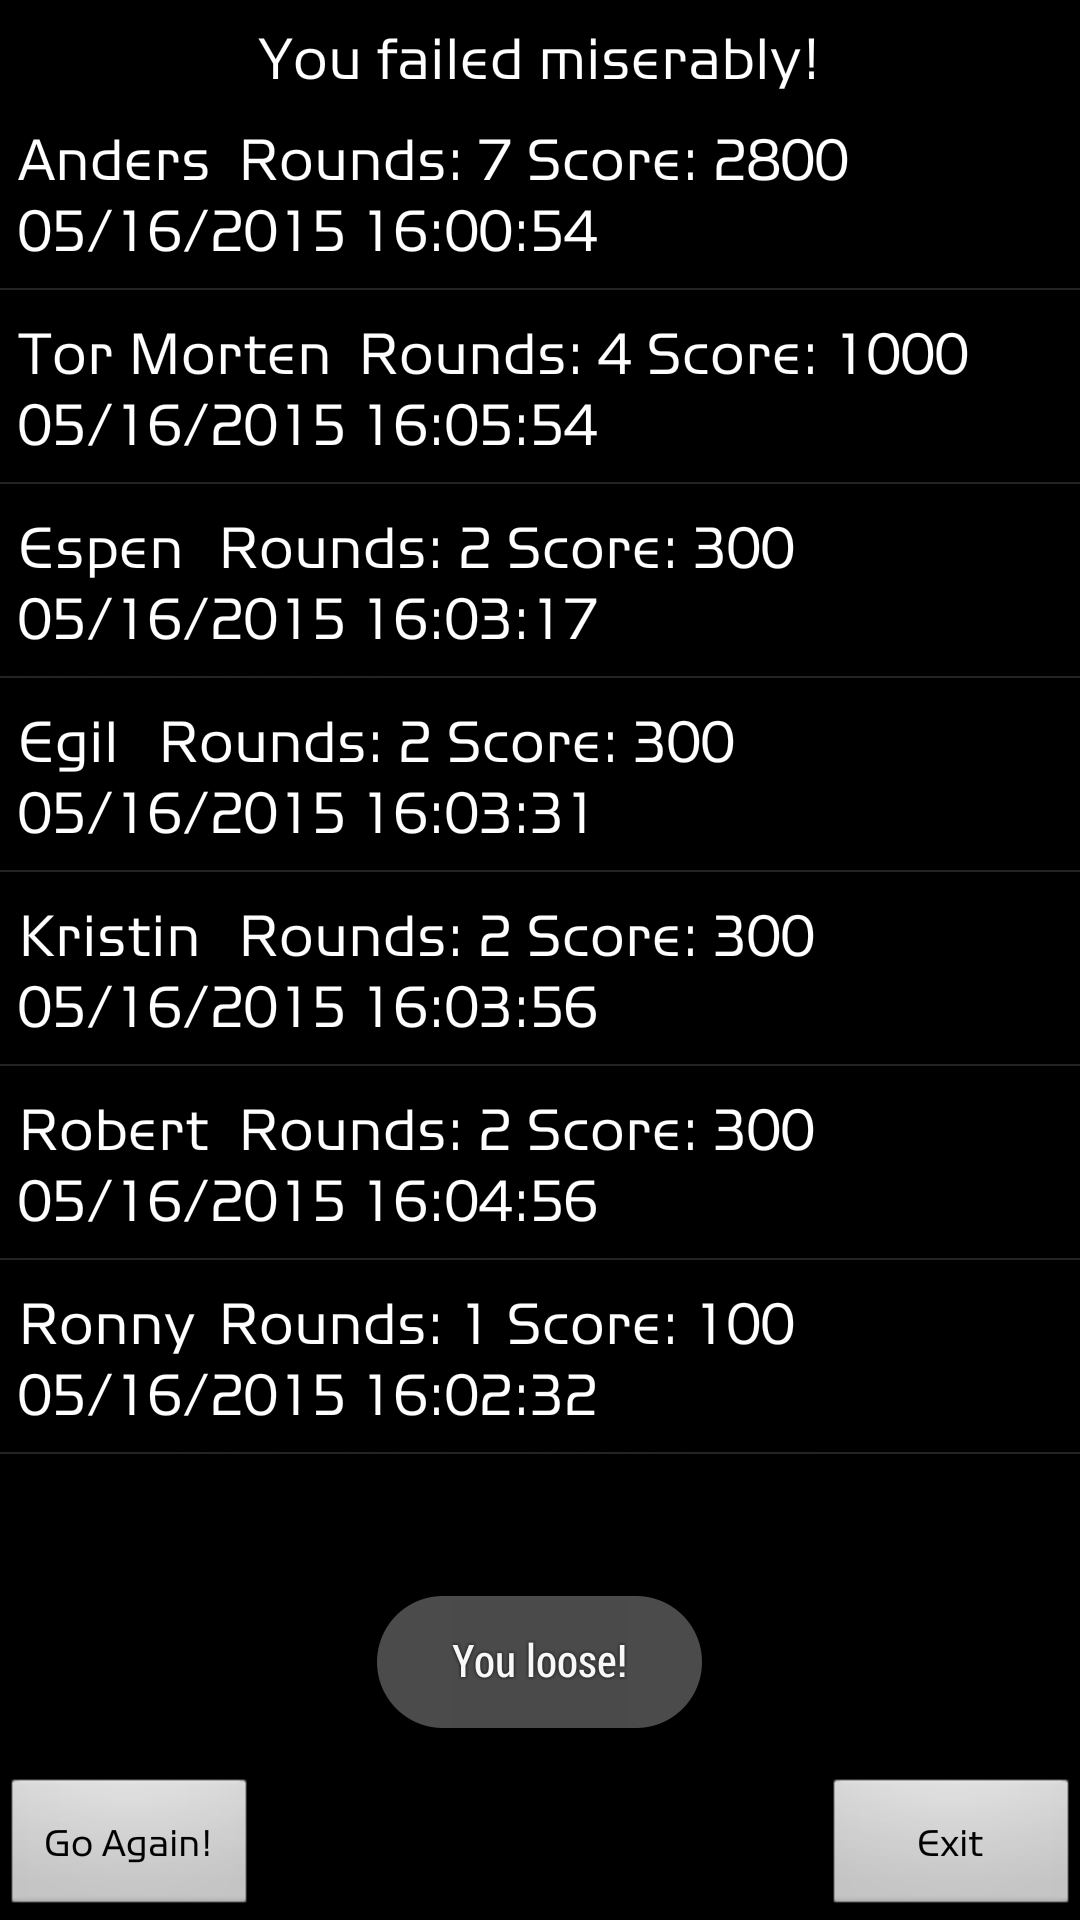 You failed miserably!
Anders  Rounds: 7 Score: 2800
05/16/2015 16:00:54
Tor Morten  Rounds: 4 Score: 1000
05/16/2015 16:05:54
Espen  Rounds: 2 Score: 300
05/16/2015 16:03:17
Egil  Rounds: 2 Score: 300
05/16/2015 16:03:31
Kristin  Rounds: 2 Score: 300
05/16/2015 16:03:56
Robert  Rounds: 2 Score: 300
05/16/2015 16:04:56
Ronny  Rounds: 1 Score: 100
05/16/2015 16:02:32
You loose!
Go Again!
Exit